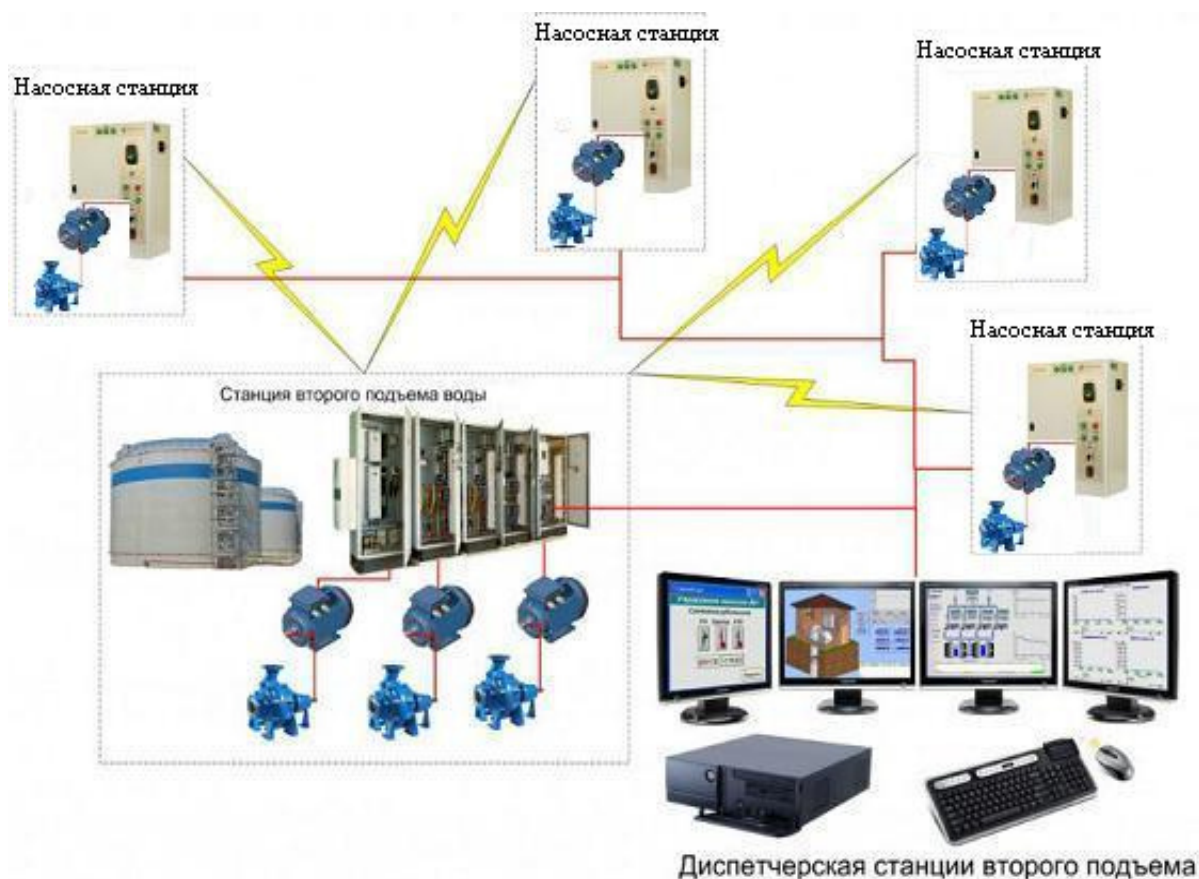 Насосная станция
Насосная станция
Насосная станция
Насосная станция
Станция второго подъема воды
Диспетчерская станции второго подъема